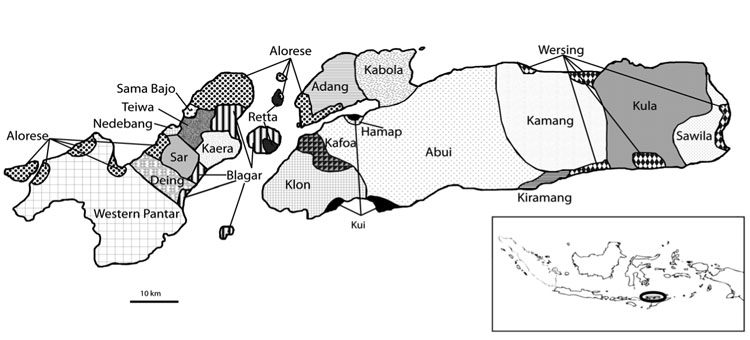 Alorese
Wersing
Kabola
Sama Bajo
Adang
Teiwa
Kula
Retta
Nedebang
Kamang
Hamap
Alorese
Kafoa
Sawila
Kaera
Abui
Sar
Blagar
Deing
Klon
Kiramang
Western Pantar
Kui
10 km